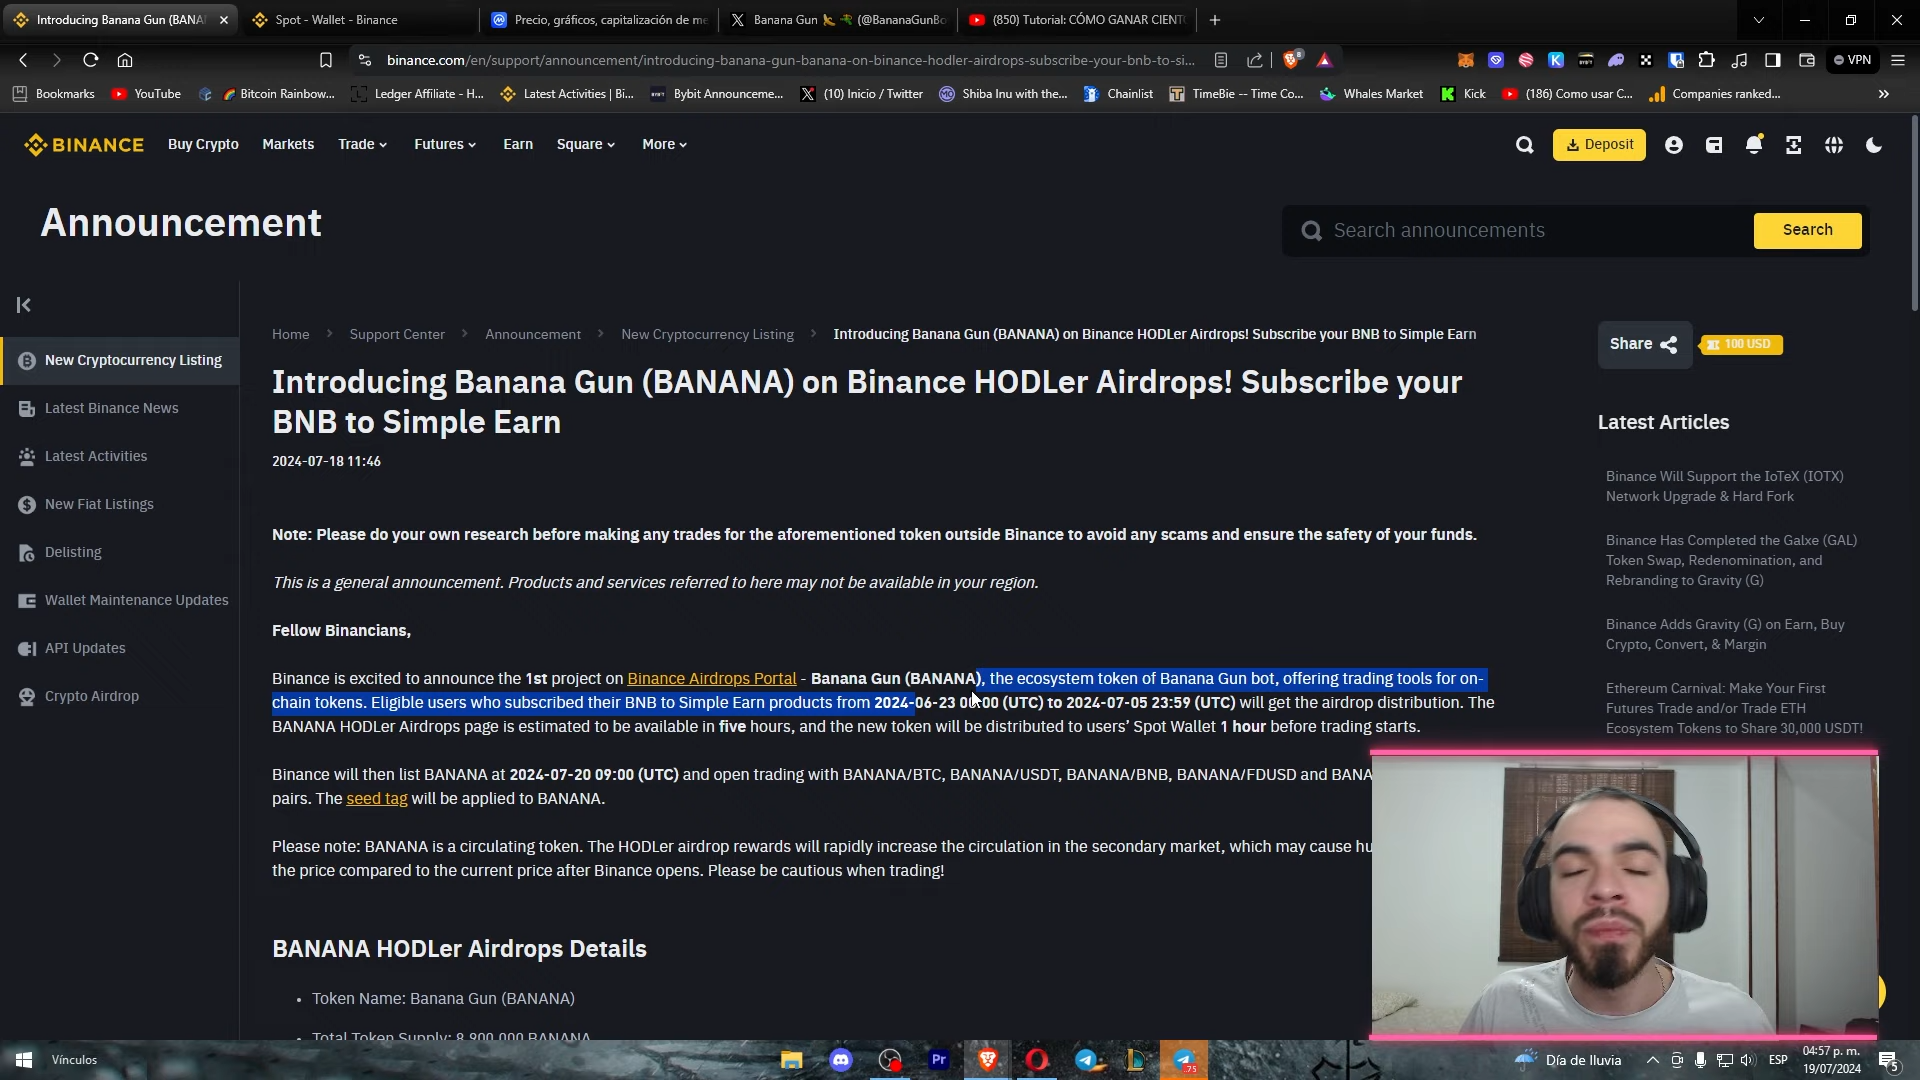 Introducing Banana Gun (BANA
Spot - Wallet - Binance
Precio, gráficos, capitalización de me
Banana Gun (@BananaGunBo
(850) Tutorial: CÓMO GANAR CIENT
binance.com/en/support/announcement/introducing-banana-gun-banana-on-binance-hodler-airdrops-subscribe-your-bnb-to-si...
VPN
Bookmarks
YouTube
Bitcoin Rainbow...
Ledger Affiliate - H...
Latest Activities | Bi...
Bybit Announceme...
(10) Inicio / Twitter
Shiba Inu with the...
Chainlist
TimeBie -- Time Co...
Whales Market
Kick
(186) Como usar C...
Companies ranked...
BINANCE
Buy Crypto
Markets
Trade
Futures
Earn
Square
More
Deposit
Announcement
Search announcements
Search
New Cryptocurrency Listing
Latest Binance News
Latest Activities
New Fiat Listings
Delisting
Wallet Maintenance Updates
API Updates
Crypto Airdrop
Home
Support Center
Announcement
New Cryptocurrency Listing
Introducing Banana Gun (BANANA) on Binance HODLer Airdrops! Subscribe your BNB to Simple Earn
Introducing Banana Gun (BANANA) on Binance HODLer Airdrops! Subscribe your
BNB to Simple Earn
2024-07-18 11:46
Note: Please do your own research before making any trades for the aforementioned token outside Binance to avoid any scams and ensure the safety of your funds.
This is a general announcement. Products and services referred to here may not be available in your region.
Fellow Binancians,
Binance is excited to announce the 1st project on Binance Airdrops Portal - Banana Gun (BANANA), the ecosystem token of Banana Gun bot, offering trading tools for on-
chain tokens. Eligible users who subscribed their BNB to Simple Earn products from 2024-06-23 00:00 (UTC) to 2024-07-05 23:59 (UTC) will get the airdrop distribution. The
BANANA HODLer Airdrops page is estimated to be available in five hours, and the new token will be distributed to users’ Spot Wallet 1 hour before trading starts.
Binance will then list BANANA at 2024-07-20 09:00 (UTC) and open trading with BANANA/BTC, BANANA/USDT, BANANA/BNB, BANANA/FDUSD and BANA
pairs. The seed tag will be applied to BANANA.
Please note: BANANA is a circulating token. The HODLer airdrop rewards will rapidly increase the circulation in the secondary market, which may cause hu
the price compared to the current price after Binance opens. Please be cautious when trading!
BANANA HODLer Airdrops Details
Token Name: Banana Gun (BANANA)
Total Token Supply: 8,900,000 BANANA
Share
100 USD
Latest Articles
Binance Will Support the IoTeX (IOTX)
Network Upgrade & Hard Fork
Binance Has Completed the Galxe (GAL)
Token Swap, Redenomination, and
Rebranding to Gravity (G)
Binance Adds Gravity (G) on Earn, Buy
Crypto, Convert, & Margin
Ethereum Carnival: Make Your First
Futures Trade and/or Trade ETH
Ecosystem Tokens to Share 30,000 USDT!
Vínculos
Pr
75
Día de lluvia
ESP
04:57 p. m.
19/07/2024
5